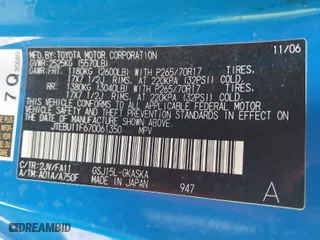 MFD. BY: TOYOTA MOTOR CORPORATION 11/06
GVWR: 2525KG (5570LB)
GAWR: FRT. 1180KG (2600LB) WITH P265/70R17 TIRES,
17X7 1/2J RIMS, AT 220KPA (32PSI) COLD
RR. 1380KG (3040LB) WITH P265/70R17 TIRES,
17X7 1/2J RIMS, AT 220KPA (32PSI) COLD
THIS VEHICLE CONFORMS TO ALL APPLICABLE FEDERAL MOTOR
VEHICLE SAFETY, AND THEFT PREVENTION STANDARDS IN EFFECT
ON THE DATE OF MANUFACTURE SHOWN ABOVE.
JTEBU11F670061350 MPV
C/TR: 2JV/FA11
A/TM: A01A/A750F
GSJ15L-GKASKA
MADE IN JAPAN 947
A
7 Q